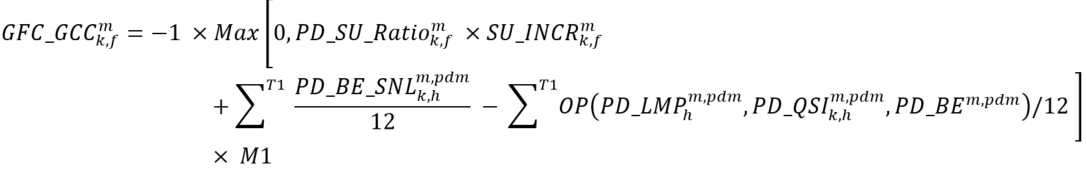 GFC_GCC^m_{k,f} = −1 × Max[0, PD_SU_Ratio^m_{k,f} × SU_INCR^m_{k,f}
+ ∑^{T1} PD_BE_SNL^{m,pdm}_{k,h} / 12 − ∑^{T1} OP(PD_LMP^{m,pdm}_h, PD_QSI^{m,pdm}_{k,h}, PD_BE^{m,pdm})/12]
× M1